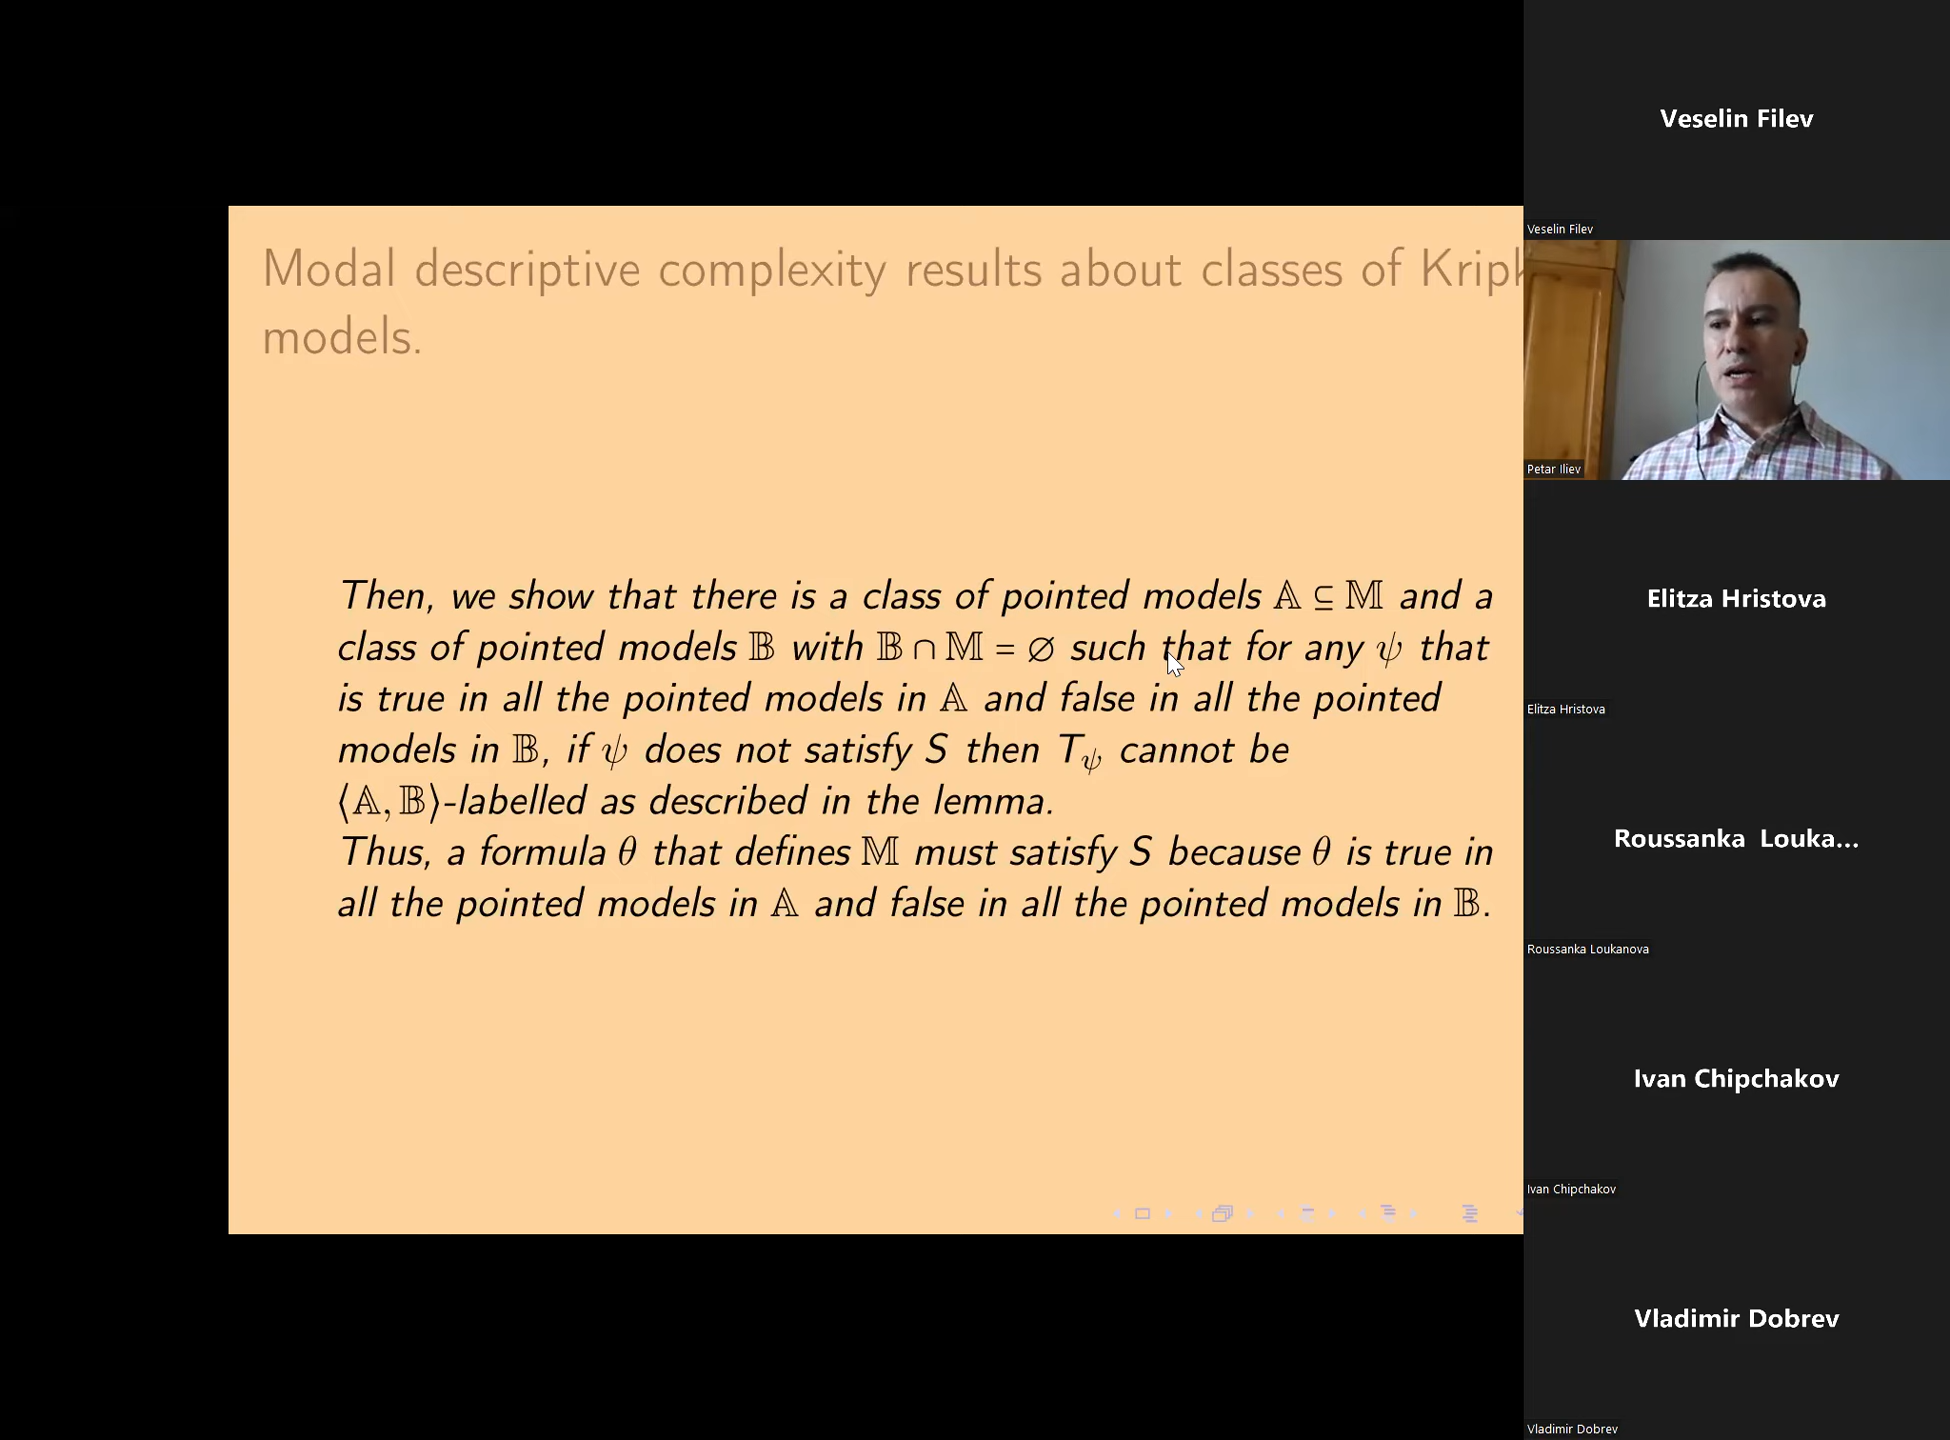 Modal descriptive complexity results about classes of Krip
models.
Then, we show that there is a class of pointed models 𝔸 ⊆ 𝕄 and a
class of pointed models 𝔹 with 𝔹 ∩ 𝕄 = ∅ such that for any ψ that
is true in all the pointed models in 𝔸 and false in all the pointed
models in 𝔹, if ψ does not satisfy S then T_ψ cannot be
⟨𝔸, 𝔹⟩-labelled as described in the lemma.
Thus, a formula θ that defines 𝕄 must satisfy S because θ is true in
all the pointed models in 𝔸 and false in all the pointed models in 𝔹.
Veselin Filev
Veselin Filev
Petar Iliev
Elitza Hristova
Elitza Hristova
Roussanka Louka...
Roussanka Loukanova
Ivan Chipchakov
Ivan Chipchakov
Vladimir Dobrev
Vladimir Dobrev